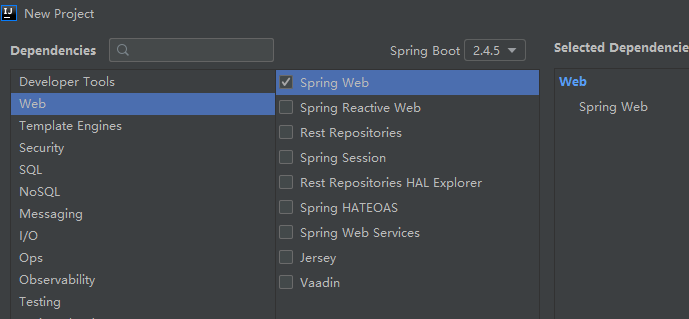 IJ New Project
Dependencies
Spring Boot 2.4.5
Developer Tools
Web
Template Engines
Security
SQL
NoSQL
Messaging
I/O
Ops
Observability
Testing
Spring Web
Spring Reactive Web
Rest Repositories
Spring Session
Rest Repositories HAL Explorer
Spring HATEOAS
Spring Web Services
Jersey
Vaadin
Selected Dependencie
Web
Spring Web